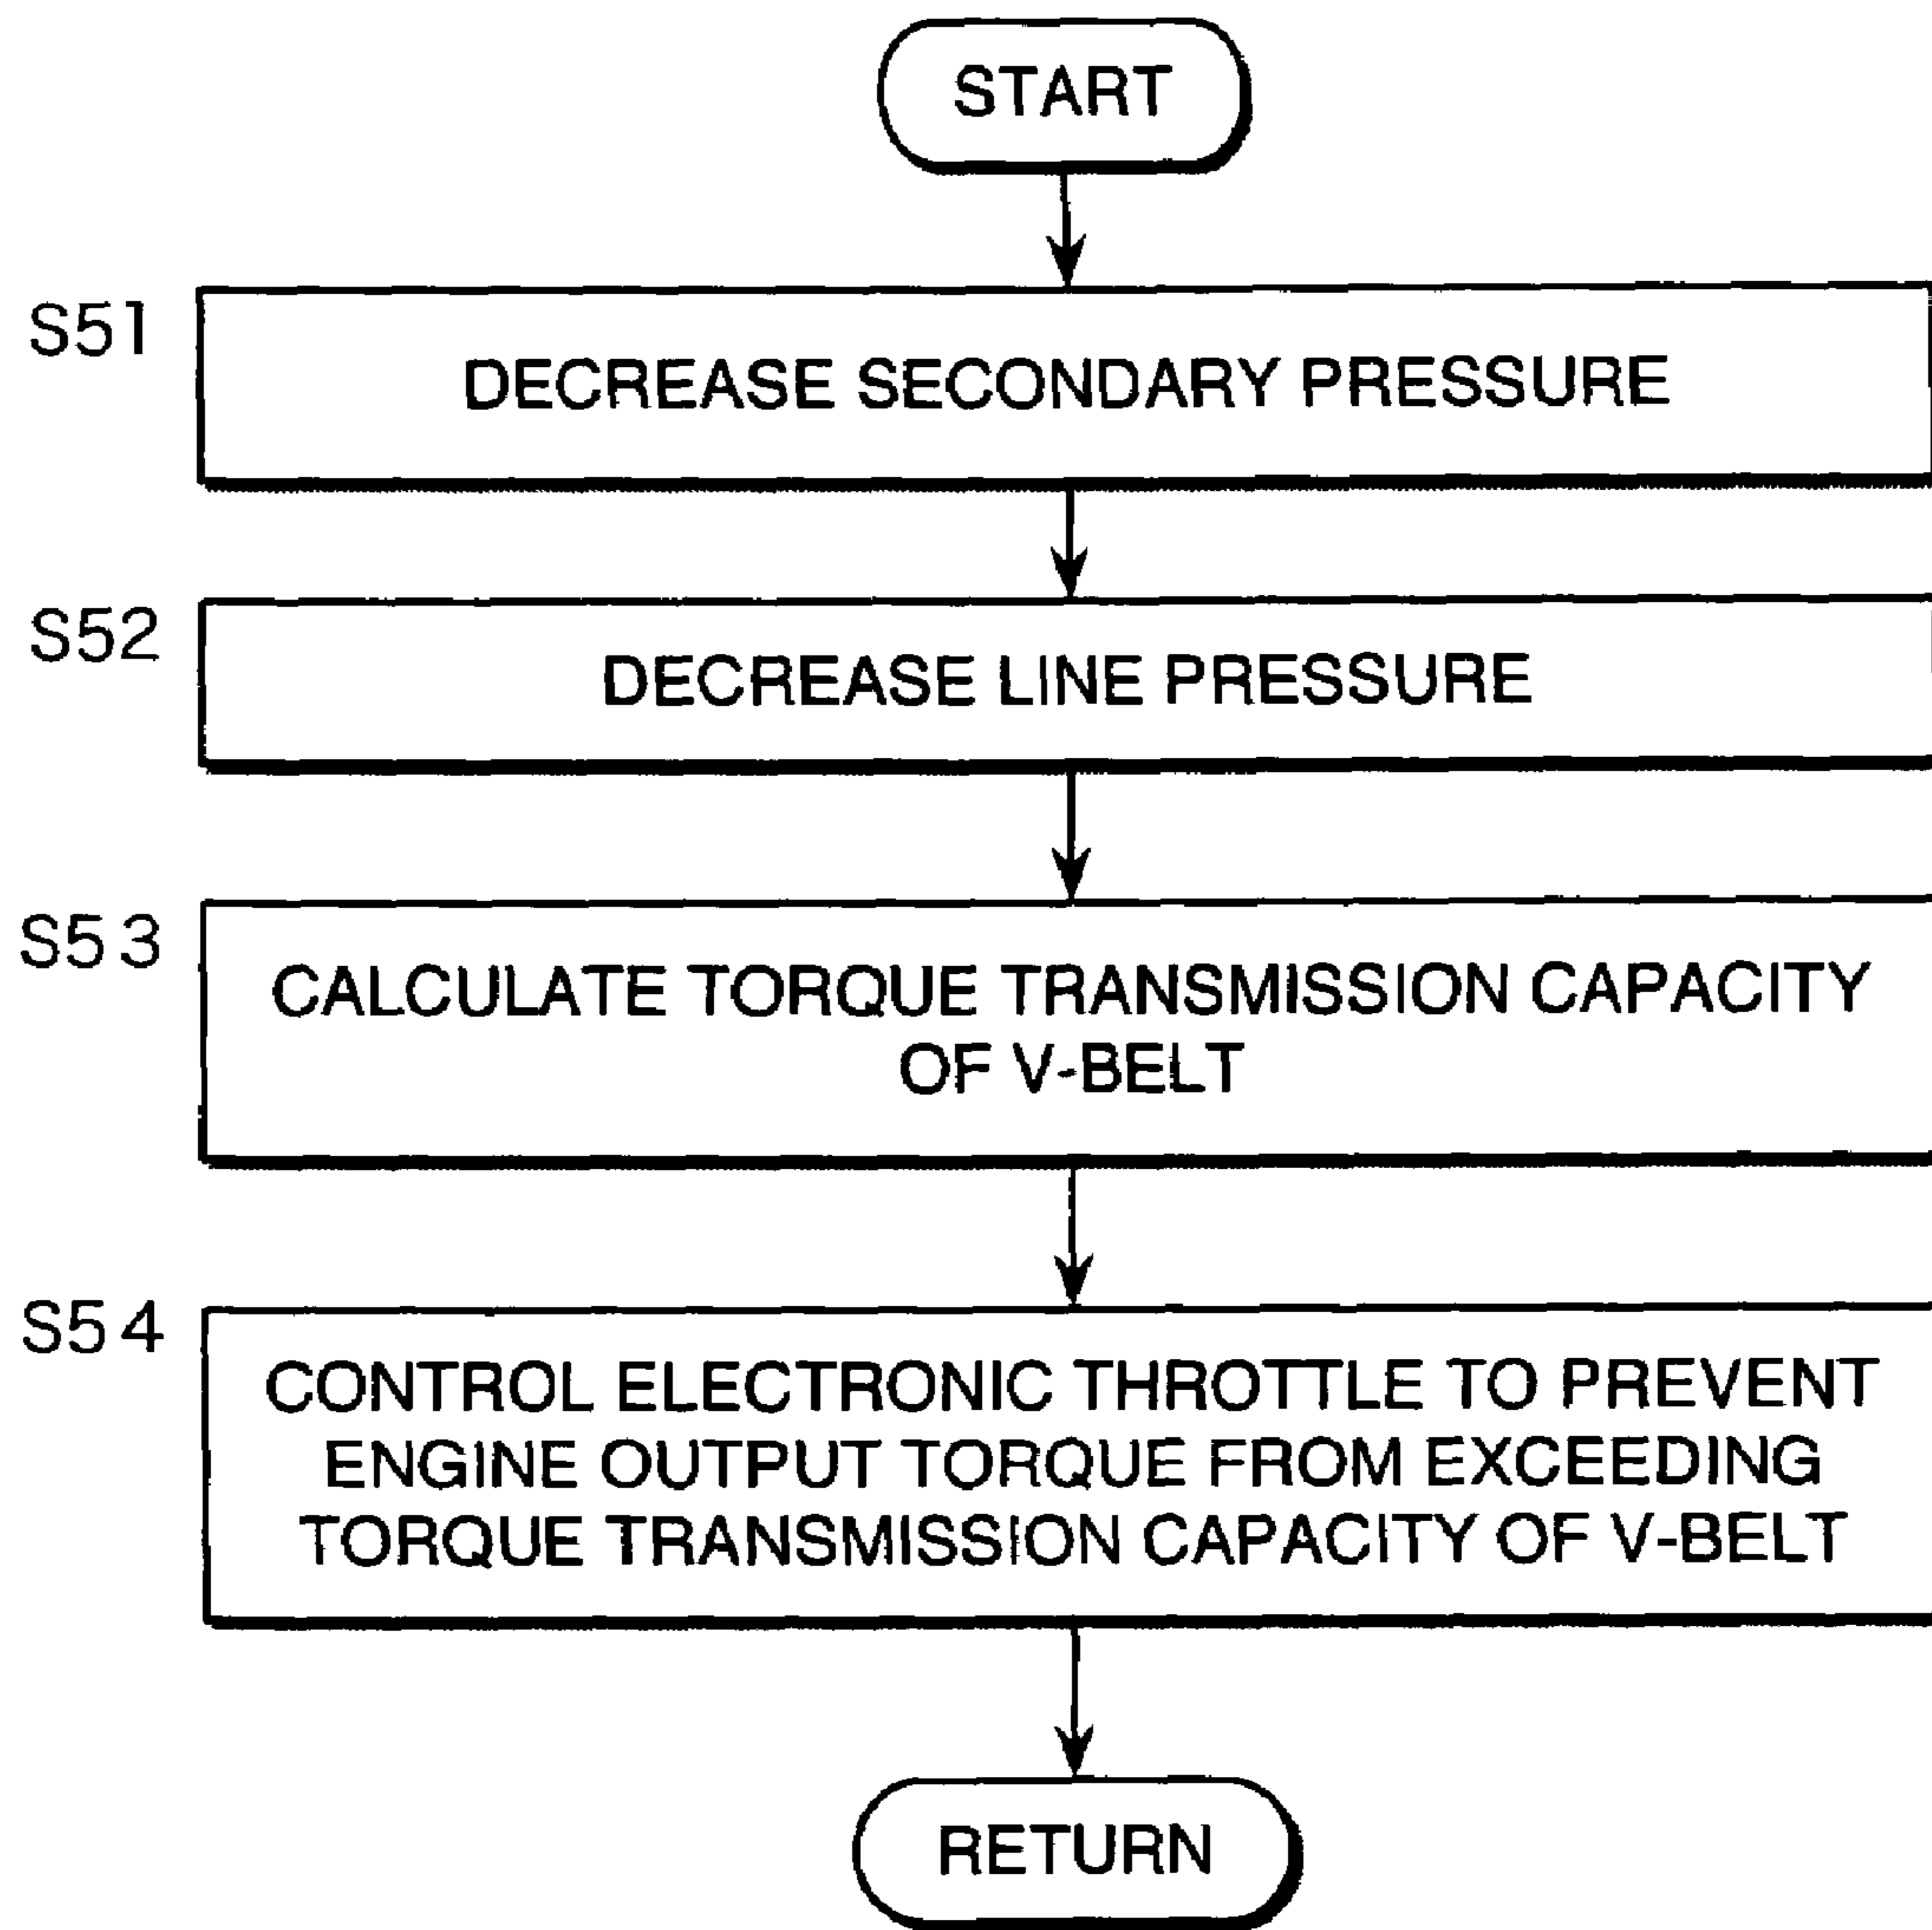 START
S51
DECREASE SECONDARY PRESSURE
S52
DECREASE LINE PRESSURE
S53
CALCULATE TORQUE TRANSMISSION CAPACITY
OF V-BELT
S54
CONTROL ELECTRONIC THROTTLE TO PREVENT
ENGINE OUTPUT TORQUE FROM EXCEEDING
TORQUE TRANSMISSION CAPACITY OF V-BELT
RETURN